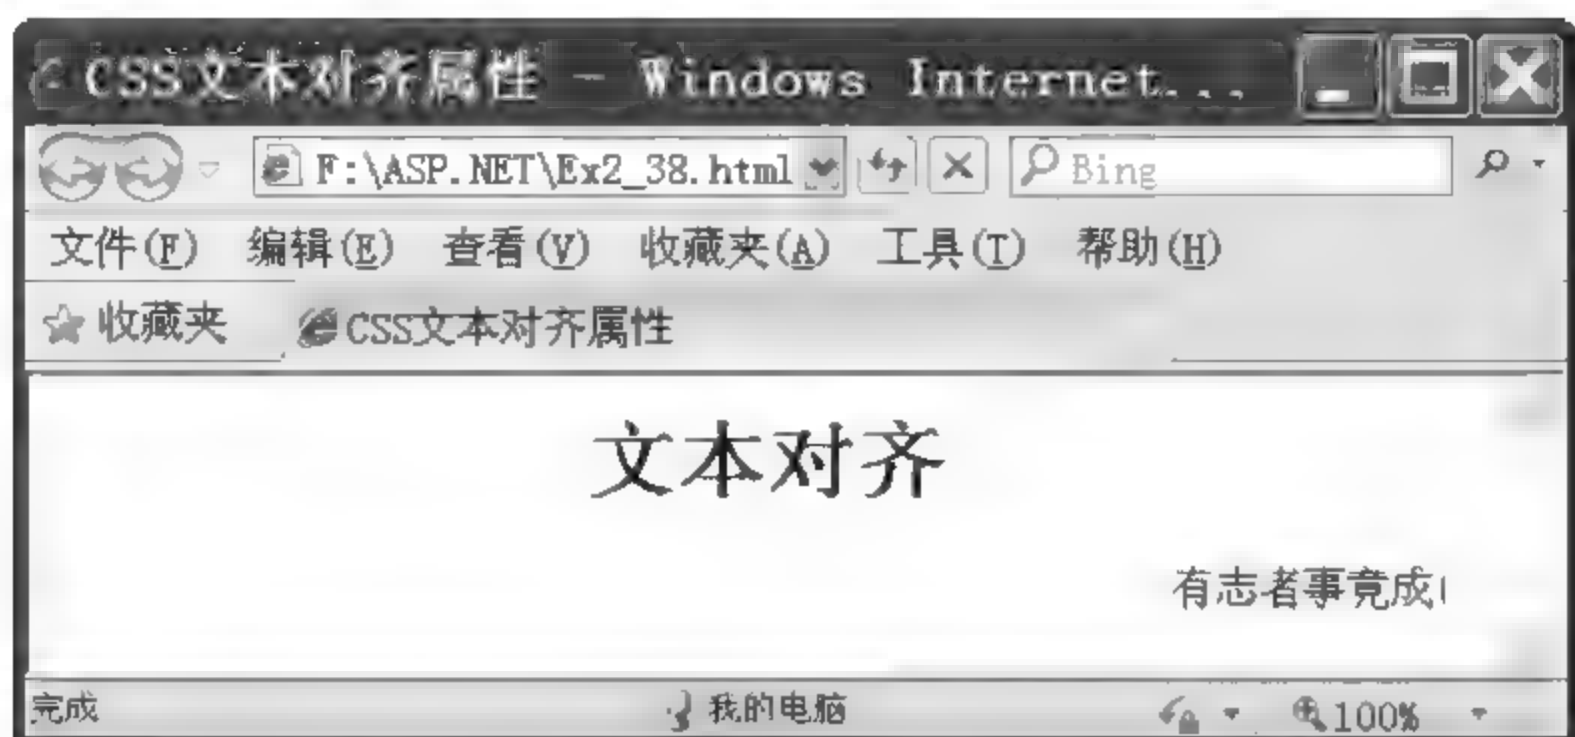 CSS文本对齐属性 - Windows Internet...
F:\ASP.NET\Ex2_38.html Bing
文件(F) 编辑(E) 查看(V) 收藏夹(A) 工具(T) 帮助(H)
收藏夹 CSS文本对齐属性
文本对齐
有志者事竟成!
完成 我的电脑 100%